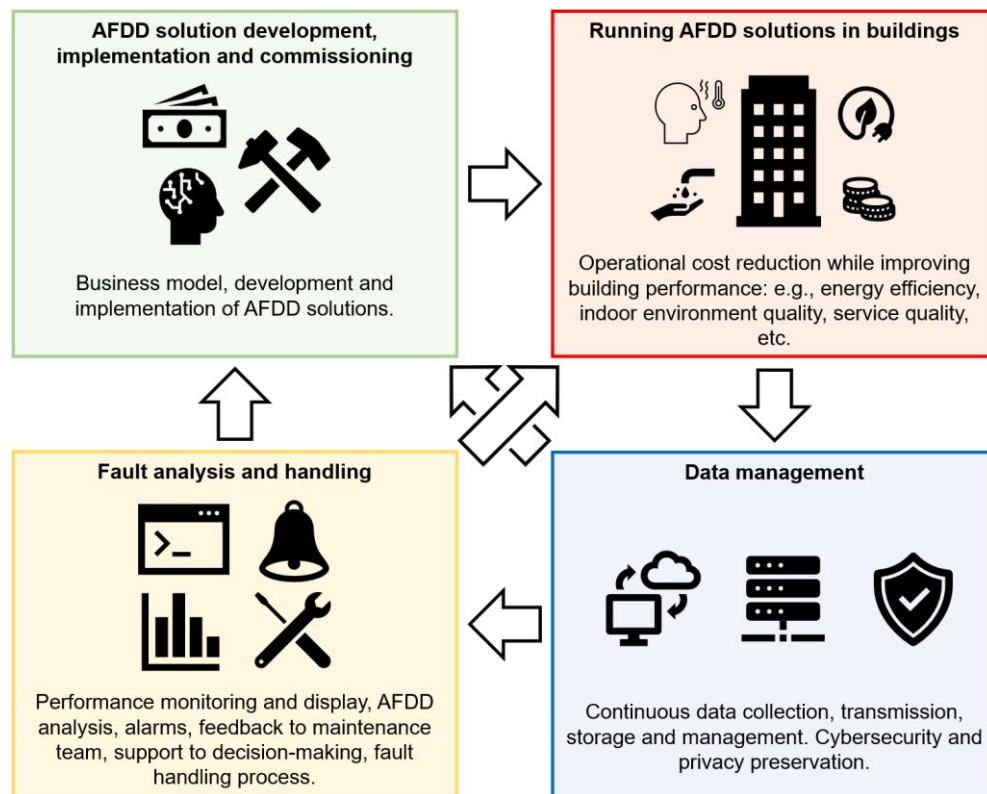 AFDD solution development,
implementation and commissioning
Business model, development and
implementation of AFDD solutions.
Running AFDD solutions in buildings
Operational cost reduction while improving
building performance: e.g., energy efficiency,
indoor environment quality, service quality,
etc.
Fault analysis and handling
>_
Performance monitoring and display, AFDD
analysis, alarms, feedback to maintenance
team, support to decision-making, fault
handling process.
Data management
Continuous data collection, transmission,
storage and management. Cybersecurity and
privacy preservation.